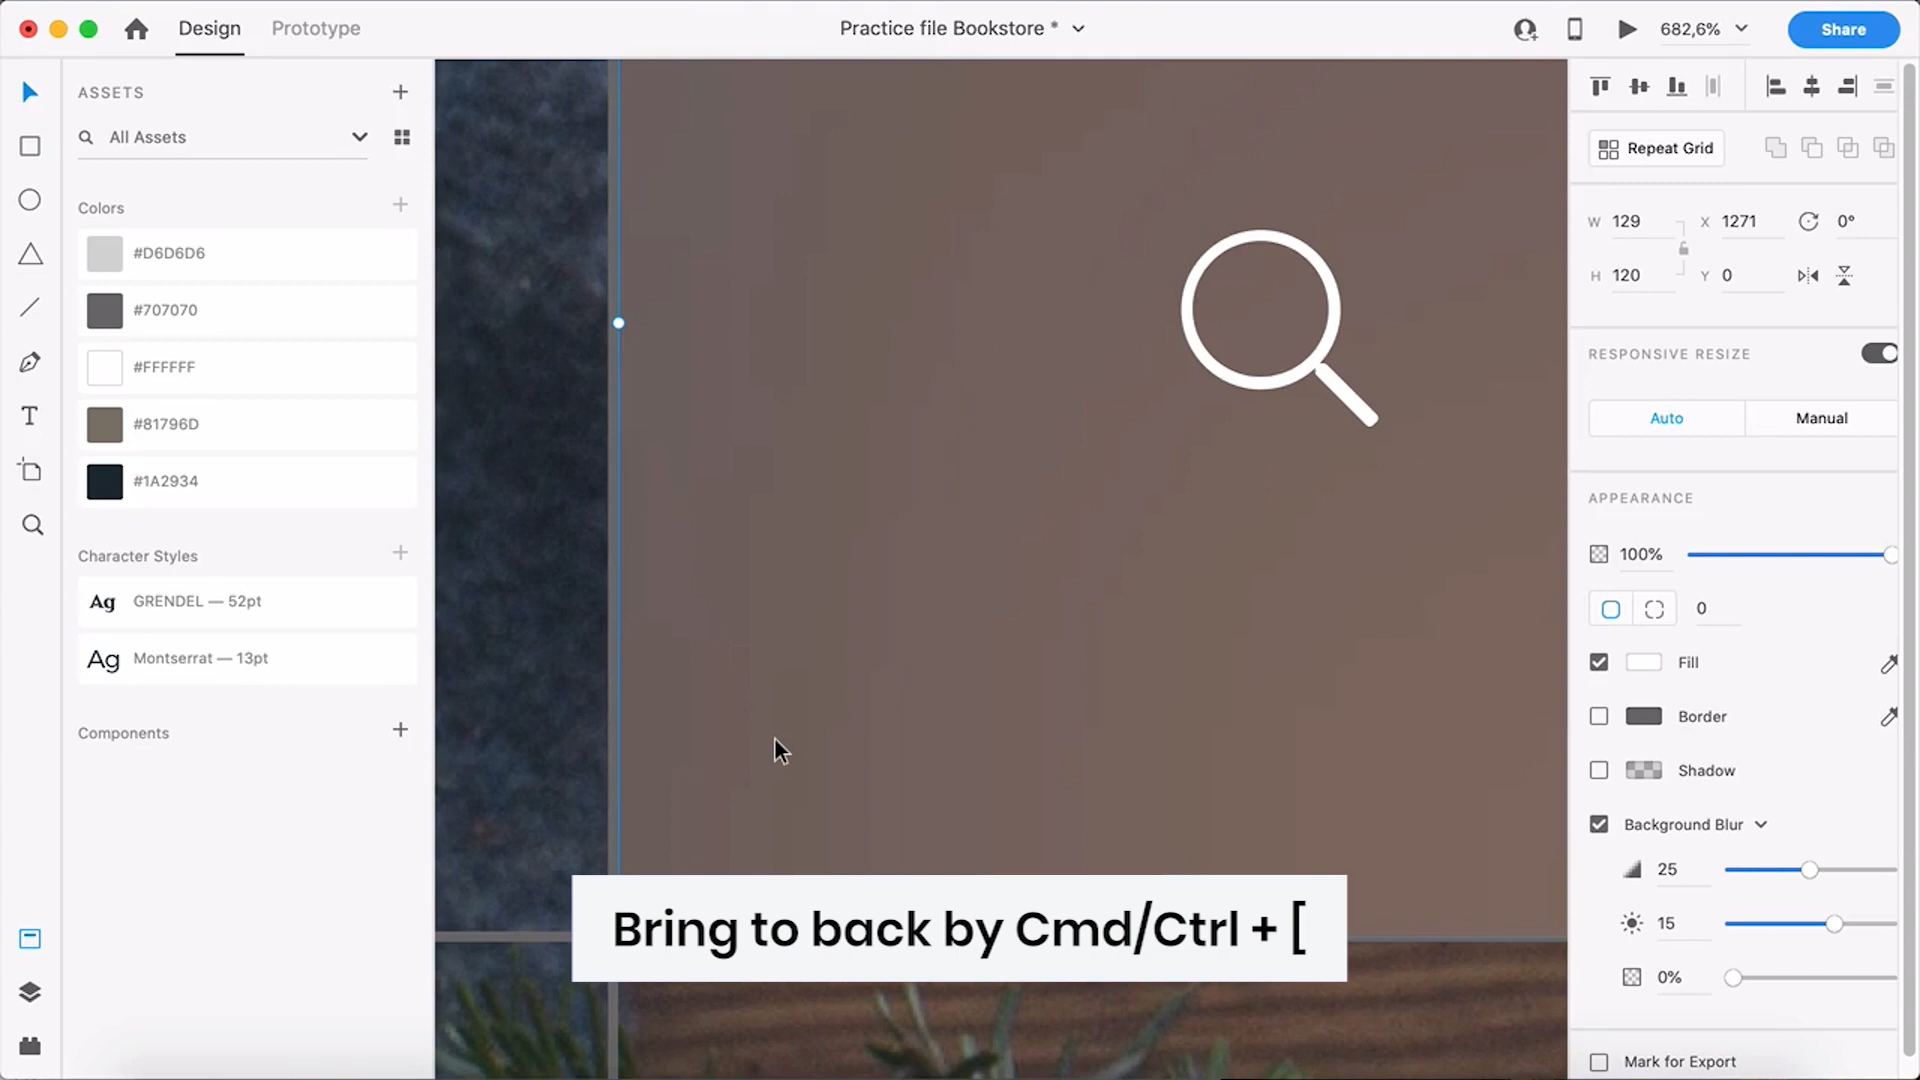 Design
Prototype
Practice file Bookstore *
682,6%
Share
ASSETS
All Assets
Colors
#D6D6D6
#707070
#FFFFFF
#81796D
#1A2934
Character Styles
Ag GRENDEL — 52pt
Ag Montserrat — 13pt
Components
Bring to back by Cmd/Ctrl + [
Repeat Grid
W 129 X 1271 0°
H 120 Y 0
RESPONSIVE RESIZE
Auto Manual
APPEARANCE
100%
0
Fill
Border
Shadow
Background Blur
25
15
0%
Mark for Export